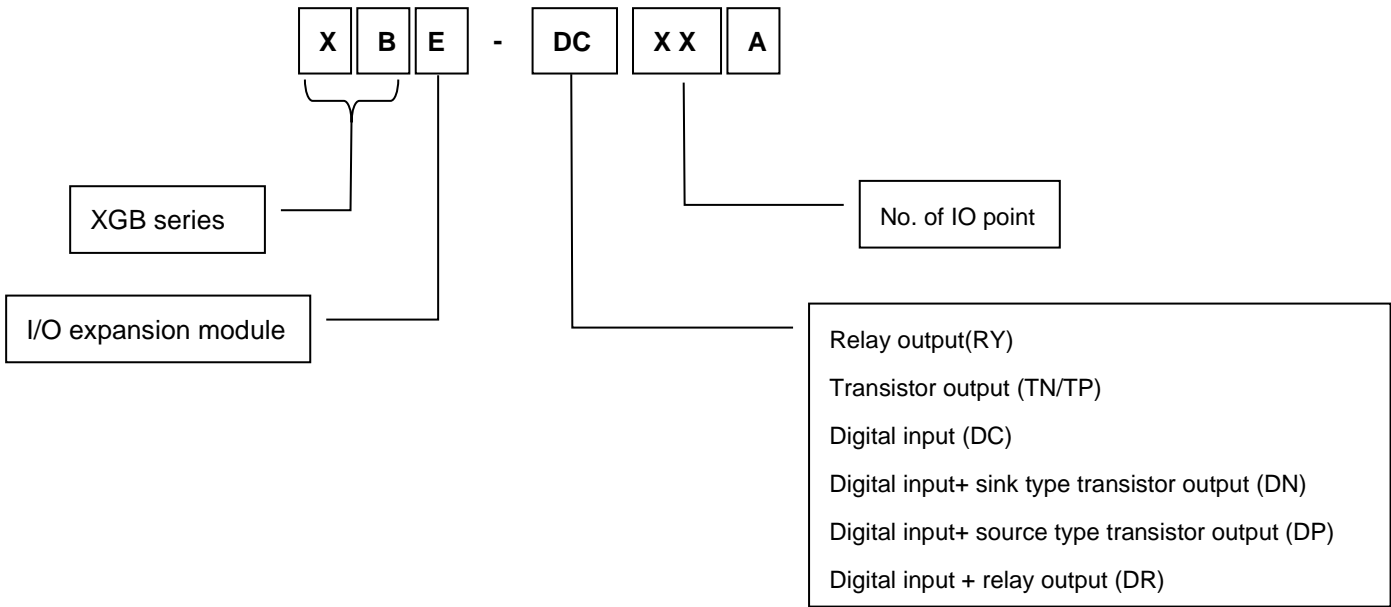 X B E - DC X X A
XGB series
No. of IO point
I/O expansion module
Relay output(RY)
Transistor output (TN/TP)
Digital input (DC)
Digital input+ sink type transistor output (DN)
Digital input+ source type transistor output (DP)
Digital input + relay output (DR)